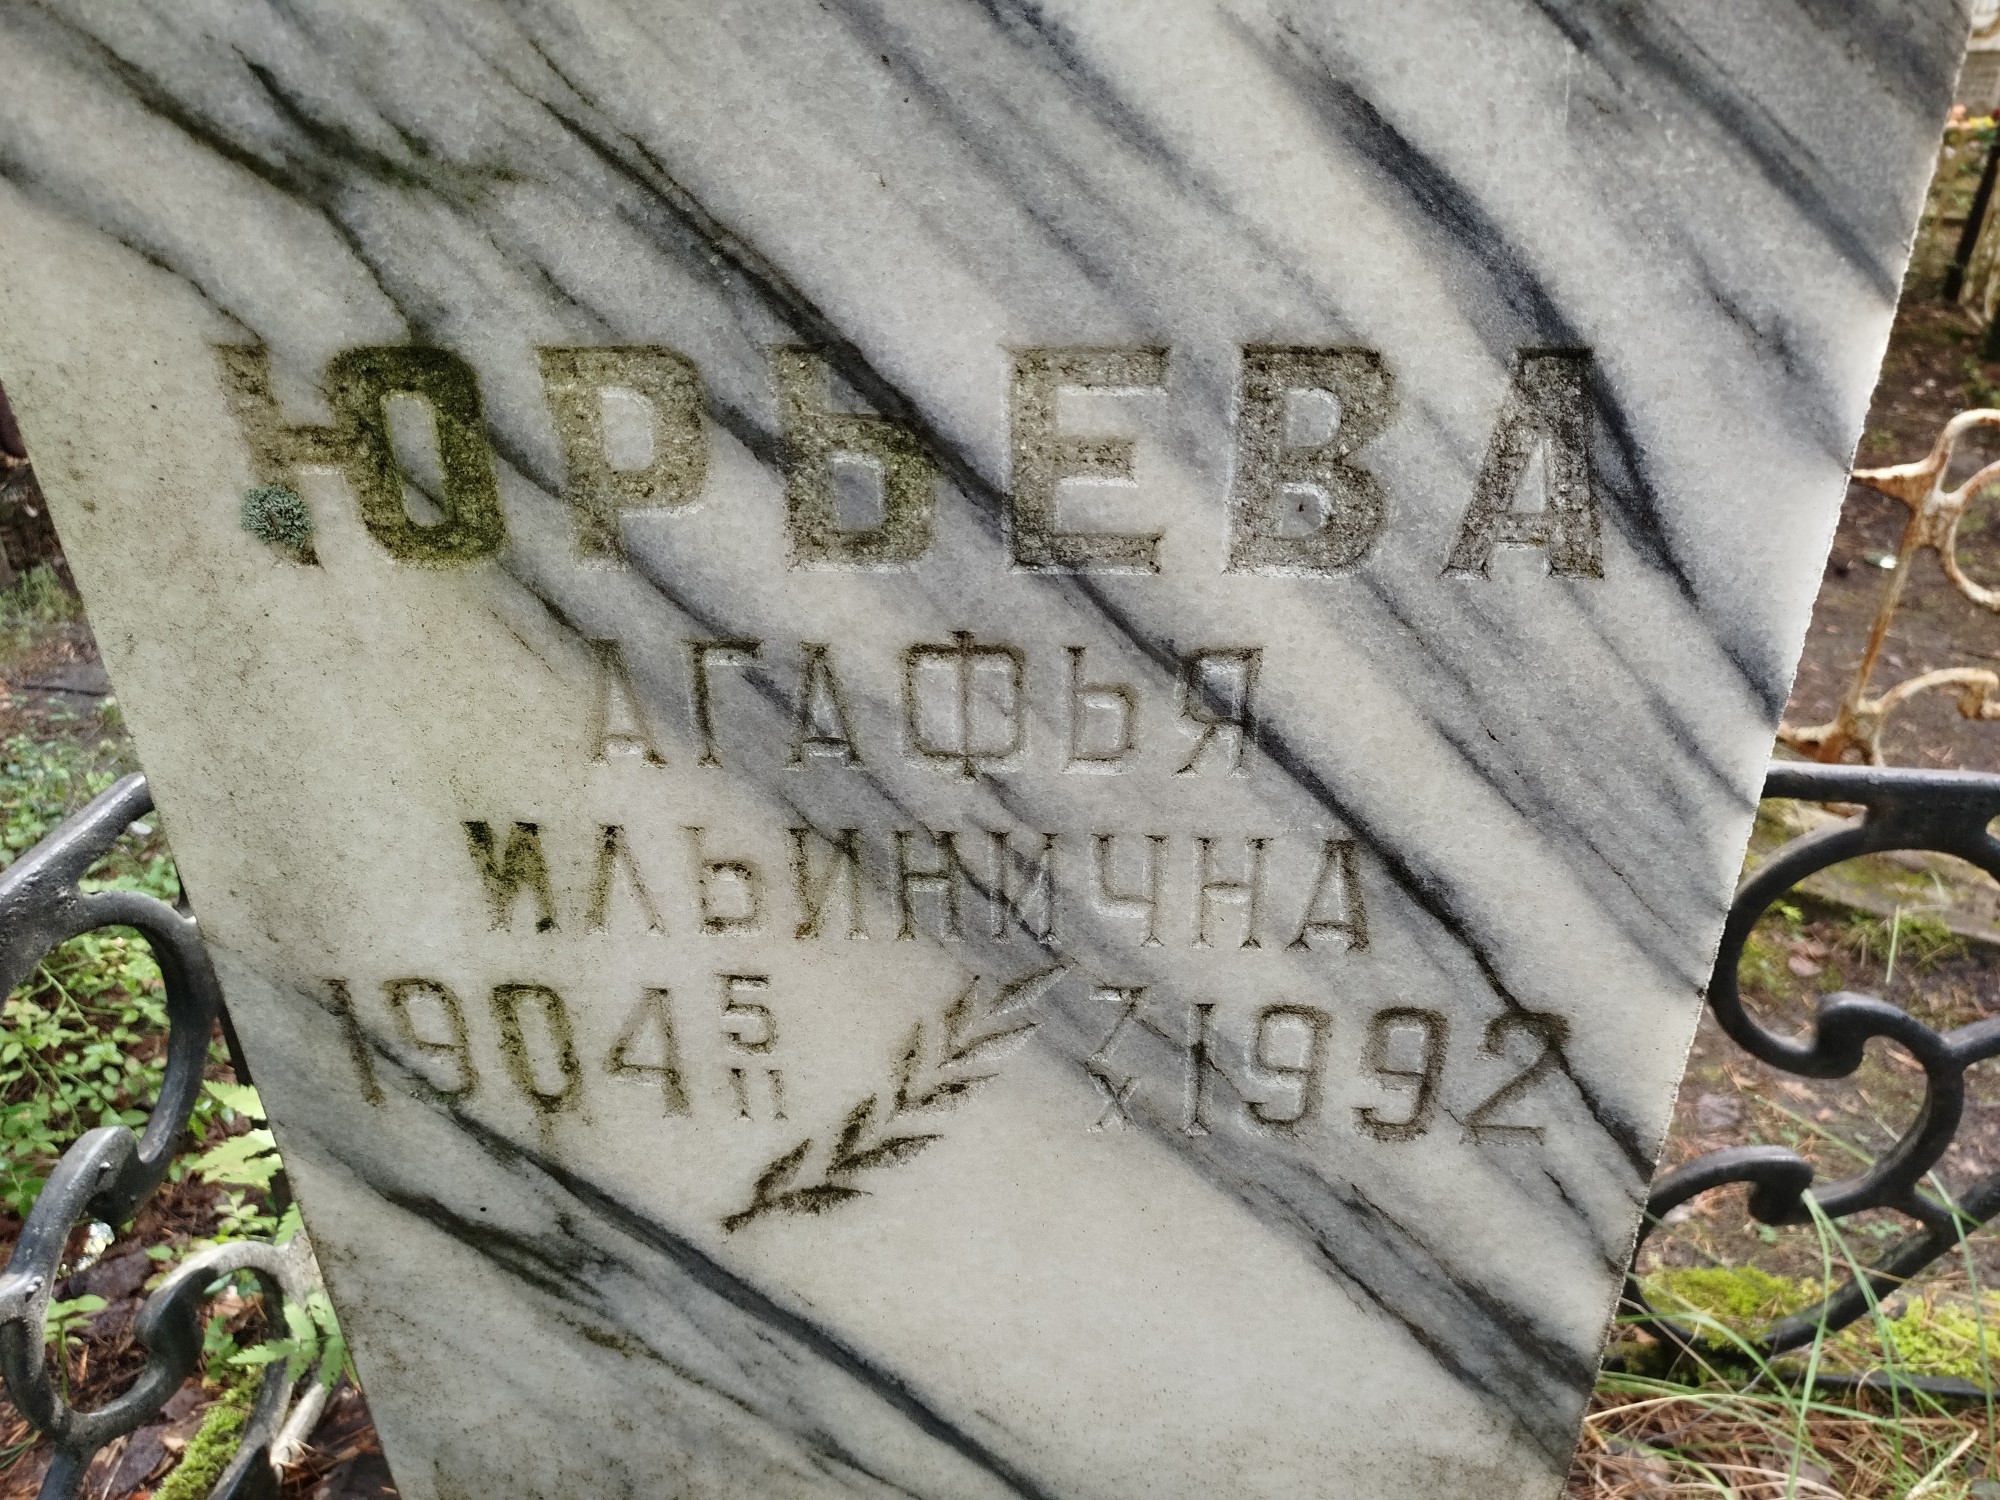 ЮРЬЕВА
АГАФЬЯ
ИЛЬИНИЧНА
1904 5/II 7/X 1992